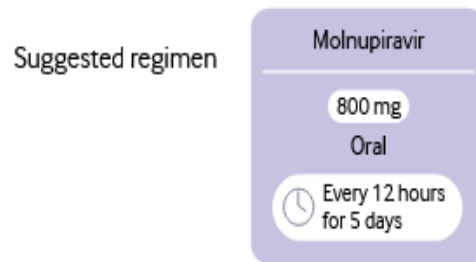 Suggested regimen
Molnupiravir
800 mg
Oral
Every 12 hours
for 5 days